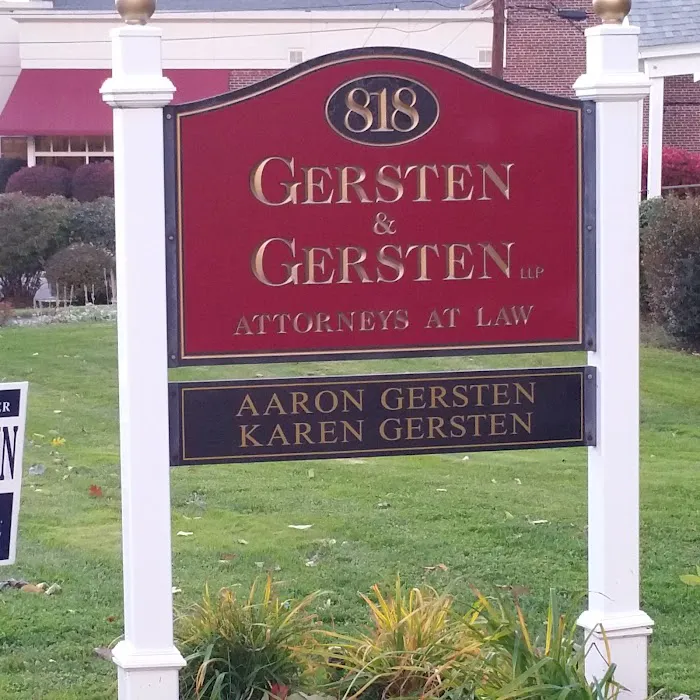 818
GERSTEN
&
GERSTEN LLP
ATTORNEYS AT LAW
AARON GERSTEN
KAREN GERSTEN